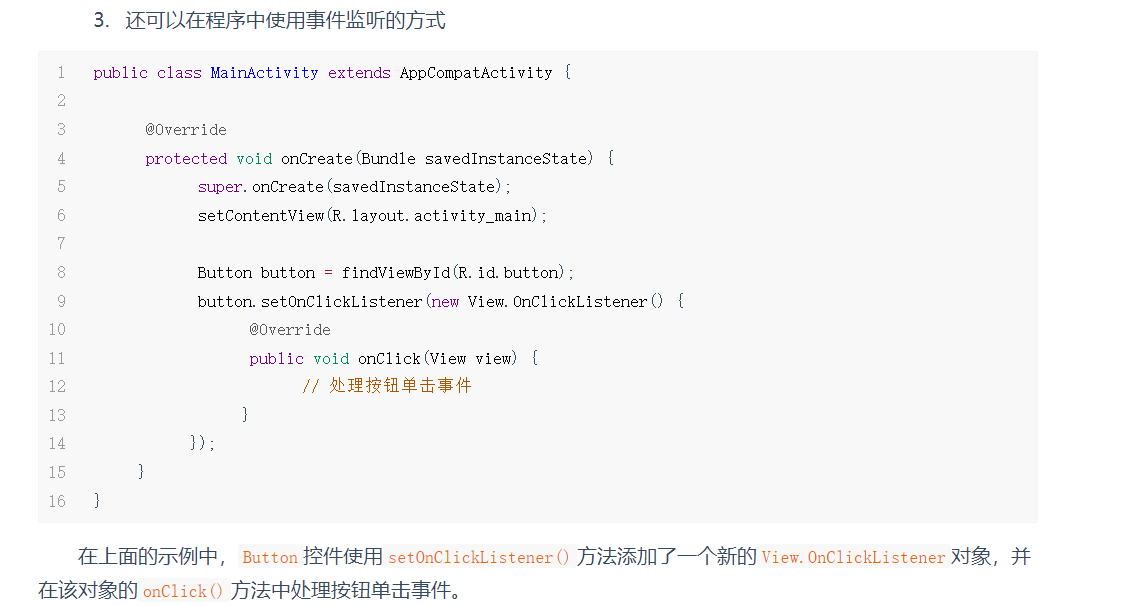 3. 还可以在程序中使用事件监听的方式
1 public class MainActivity extends AppCompatActivity {
2
3 @Override
4 protected void onCreate(Bundle savedInstanceState) {
5 super.onCreate(savedInstanceState);
6 setContentView(R.layout.activity_main);
7
8 Button button = findViewById(R.id.button);
9 button.setOnClickListener(new View.OnClickListener() {
10 @Override
11 public void onClick(View view) {
12 // 处理按钮单击事件
13 }
14 });
15 }
16 }
在上面的示例中， Button 控件使用 setOnClickListener() 方法添加了一个新的 View.OnClickListener 对象，并
在该对象的 onClick() 方法中处理按钮单击事件。